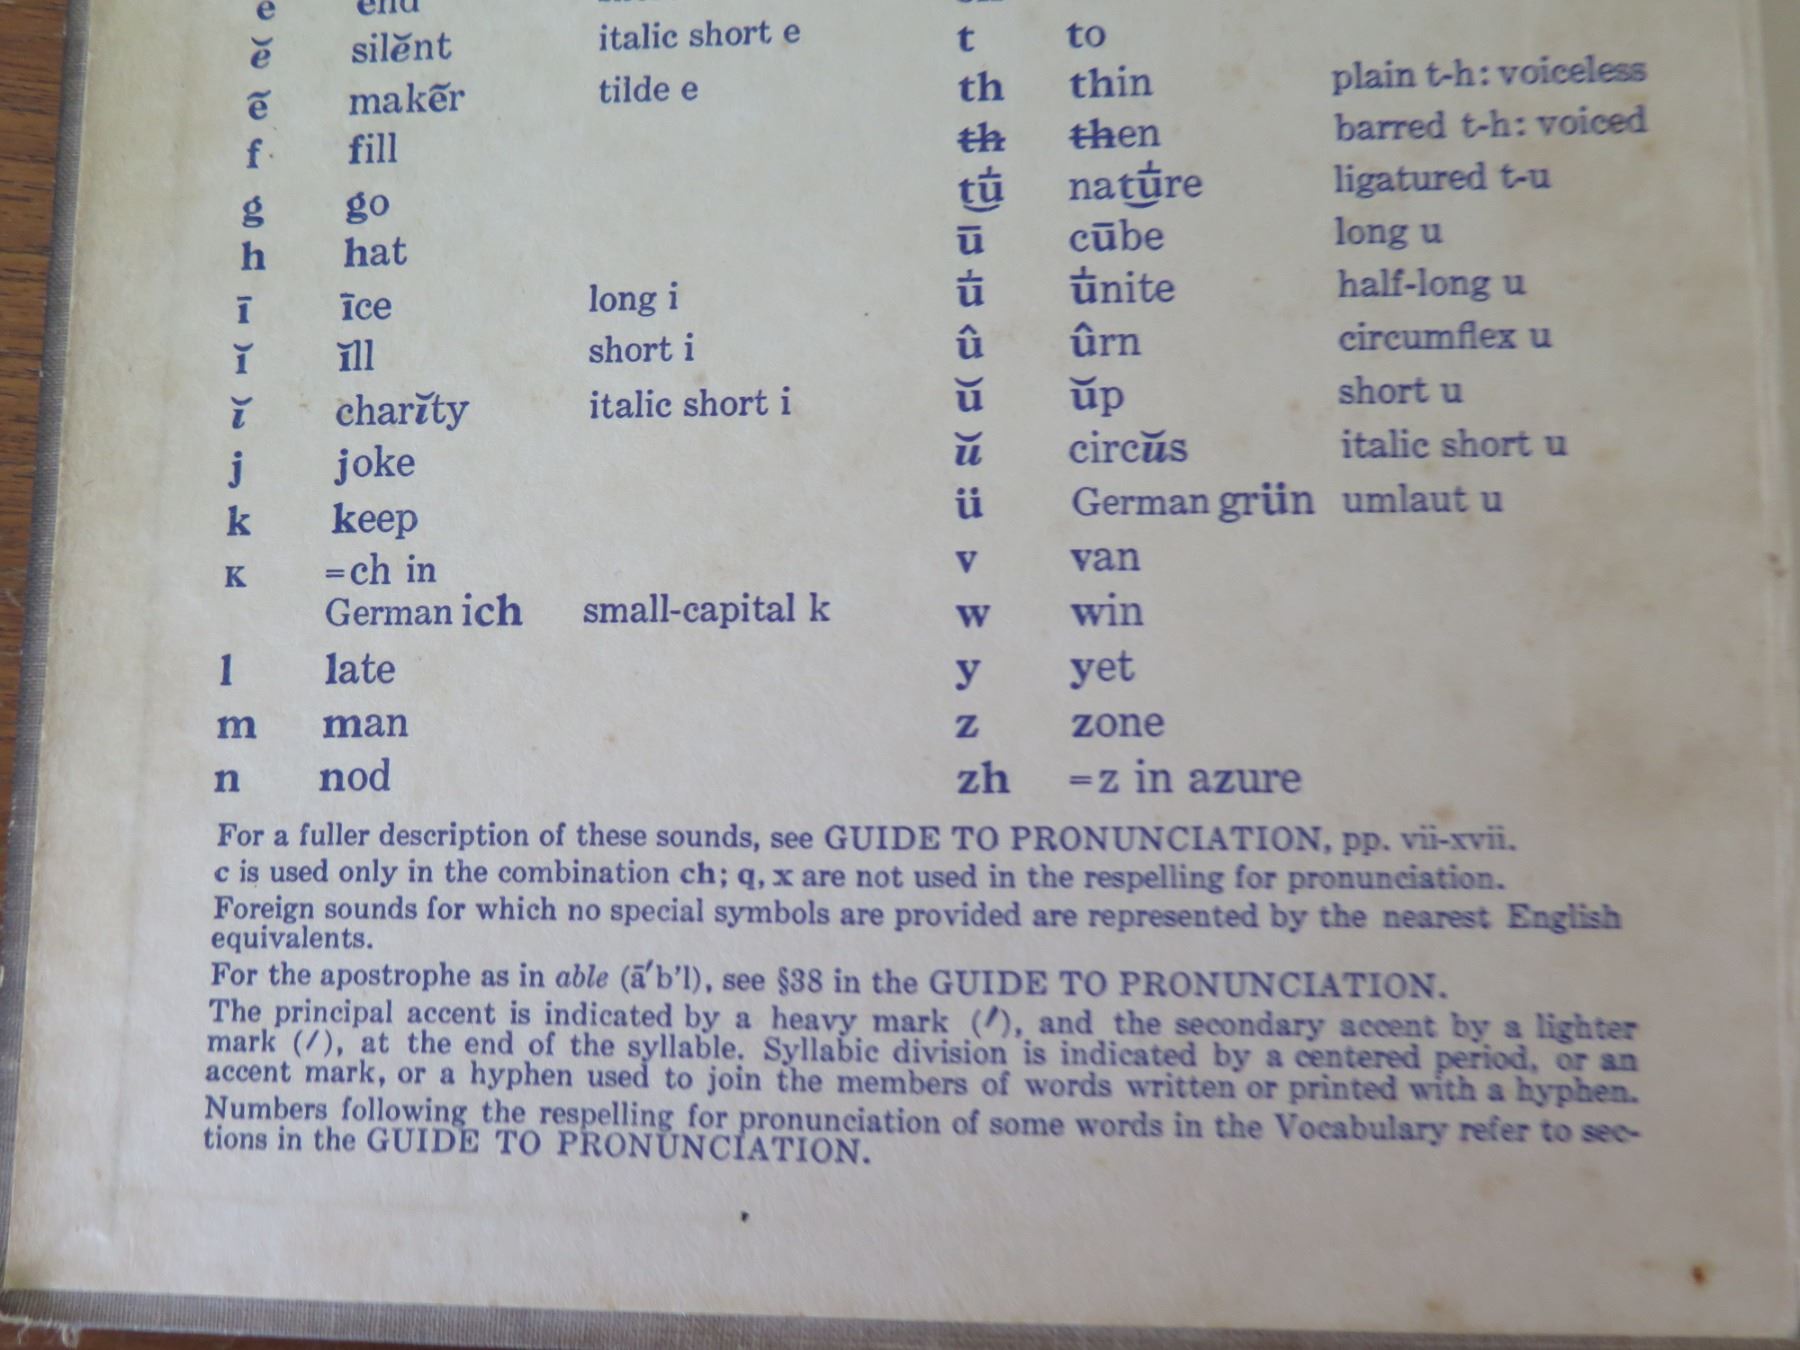 ĕ silĕnt italic short e
ẽ makẽr tilde e
f fill
g go
h hat
ī īce long i
ĭ ĭll short i
ĭ charĭty italic short i
j joke
k keep
ᴋ =ch in
German ich small-capital k
l late
m man
n nod
t to
th thin plain t-h: voiceless
th then barred t-h: voiced
tū̇ natū̇re ligatured t-u
ū cūbe long u
ū̇ ū̇nite half-long u
û ûrn circumflex u
ŭ ŭp short u
ŭ circŭs italic short u
ü German grün umlaut u
v van
w win
y yet
z zone
zh =z in azure
For a fuller description of these sounds, see GUIDE TO PRONUNCIATION, pp. vii-xvii.
c is used only in the combination ch; q, x are not used in the respelling for pronunciation.
Foreign sounds for which no special symbols are provided are represented by the nearest English
equivalents.
For the apostrophe as in able (ā′b'l), see §38 in the GUIDE TO PRONUNCIATION.
The principal accent is indicated by a heavy mark (′), and the secondary accent by a lighter
mark (′), at the end of the syllable. Syllabic division is indicated by a centered period, or an
accent mark, or a hyphen used to join the members of words written or printed with a hyphen.
Numbers following the respelling for pronunciation of some words in the Vocabulary refer to sec-
tions in the GUIDE TO PRONUNCIATION.